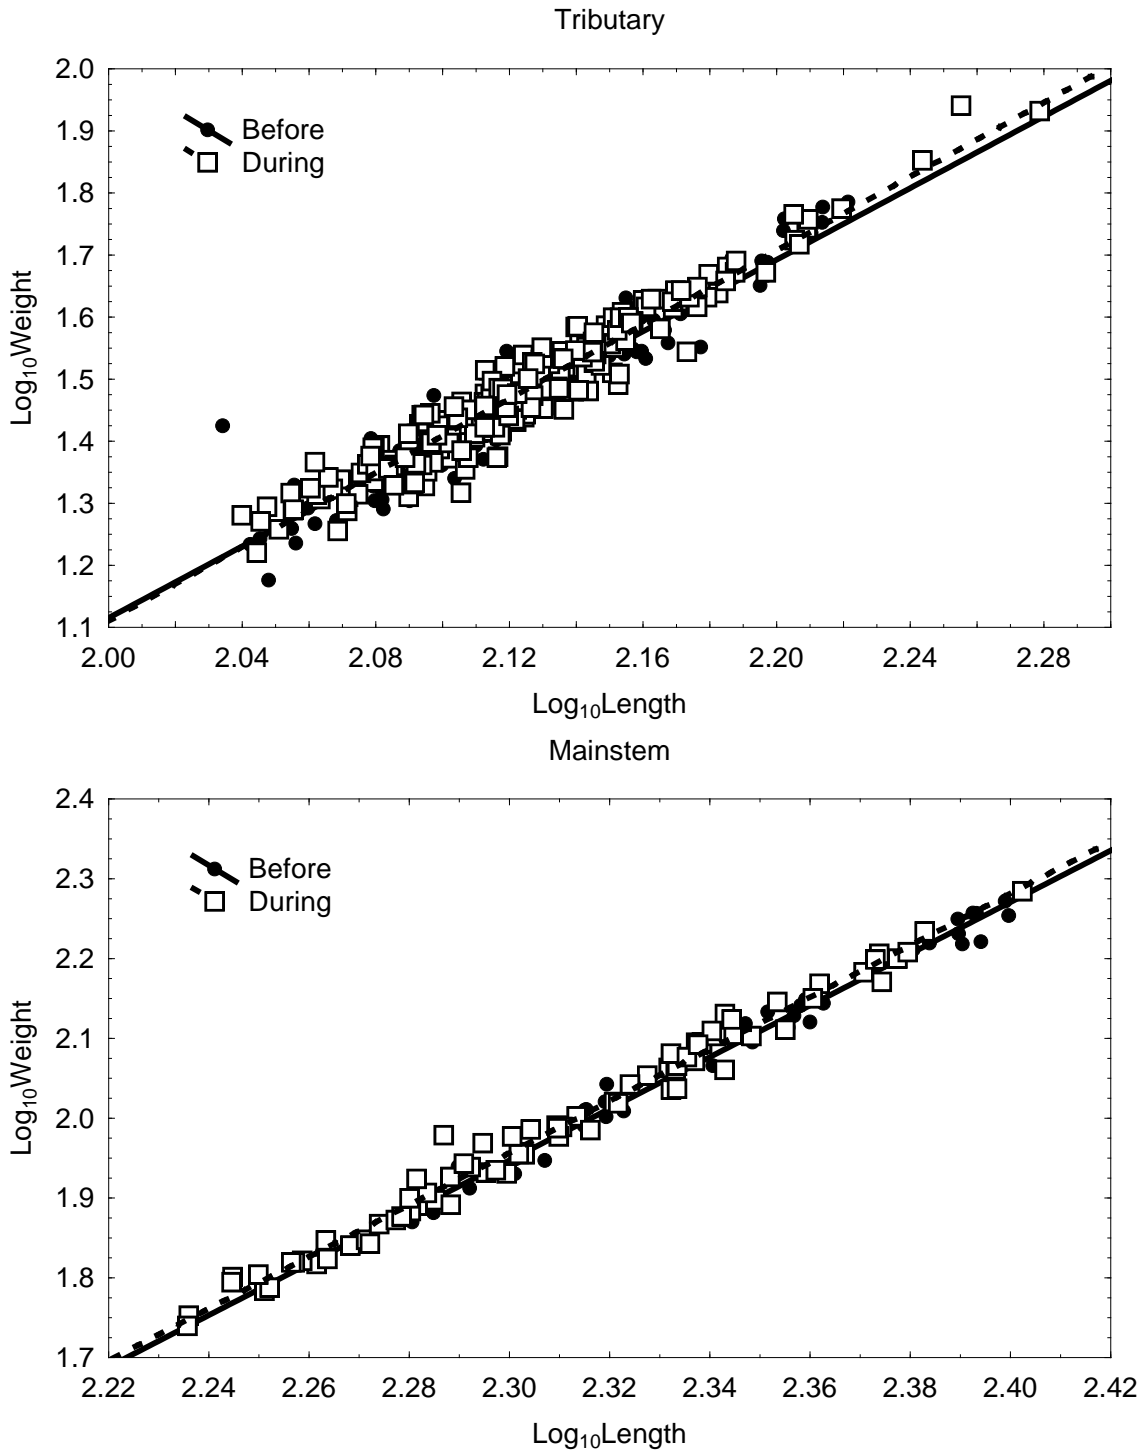 Tributary
2.0
1.9
1.8
1.7
1.6
1.5
1.4
1.3
1.2
1.1
Log10Weight
Before
During
2.00 2.04 2.08 2.12 2.16 2.20 2.24 2.28
Log10Length
Mainstem
2.4
2.3
2.2
2.1
2.0
1.9
1.8
1.7
Log10Weight
Before
During
2.22 2.24 2.26 2.28 2.30 2.32 2.34 2.36 2.38 2.40 2.42
Log10Length